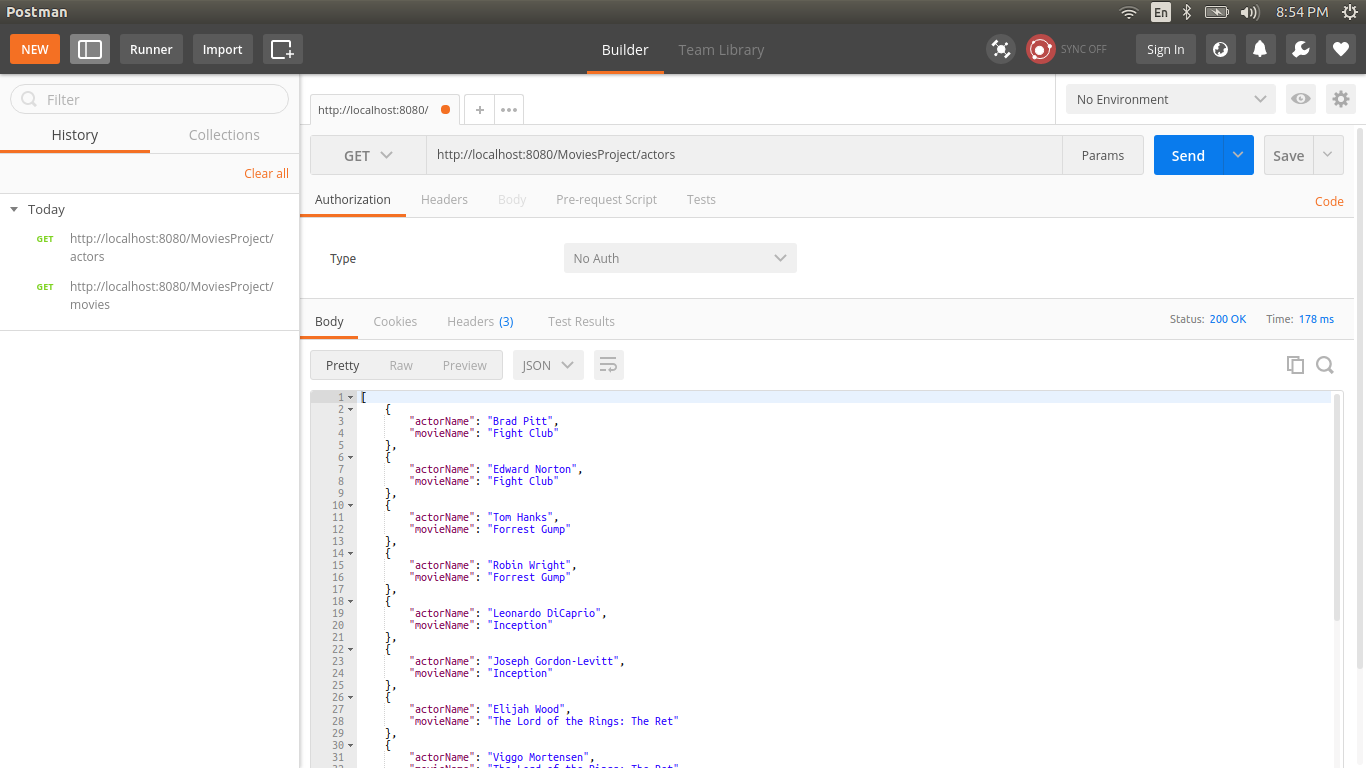 Postman
En
8:54 PM
NEW
Runner
Import
Builder
Team Library
SYNC OFF
Sign In
Filter
History
Collections
Clear all
Today
GET http://localhost:8080/MoviesProject/
actors
GET http://localhost:8080/MoviesProject/
movies
http://localhost:8080/
+
•••
No Environment
GET
http://localhost:8080/MoviesProject/actors
Params
Send
Save
Authorization
Headers
Body
Pre-request Script
Tests
Code
Type
No Auth
Body
Cookies
Headers (3)
Test Results
Status: 200 OK
Time: 178 ms
Pretty
Raw
Preview
JSON
1 [
2 {
3 "actorName": "Brad Pitt",
4 "movieName": "Fight Club"
5 },
6 {
7 "actorName": "Edward Norton",
8 "movieName": "Fight Club"
9 },
10 {
11 "actorName": "Tom Hanks",
12 "movieName": "Forrest Gump"
13 },
14 {
15 "actorName": "Robin Wright",
16 "movieName": "Forrest Gump"
17 },
18 {
19 "actorName": "Leonardo DiCaprio",
20 "movieName": "Inception"
21 },
22 {
23 "actorName": "Joseph Gordon-Levitt",
24 "movieName": "Inception"
25 },
26 {
27 "actorName": "Elijah Wood",
28 "movieName": "The Lord of the Rings: The Ret"
29 },
30 {
31 "actorName": "Viggo Mortensen",